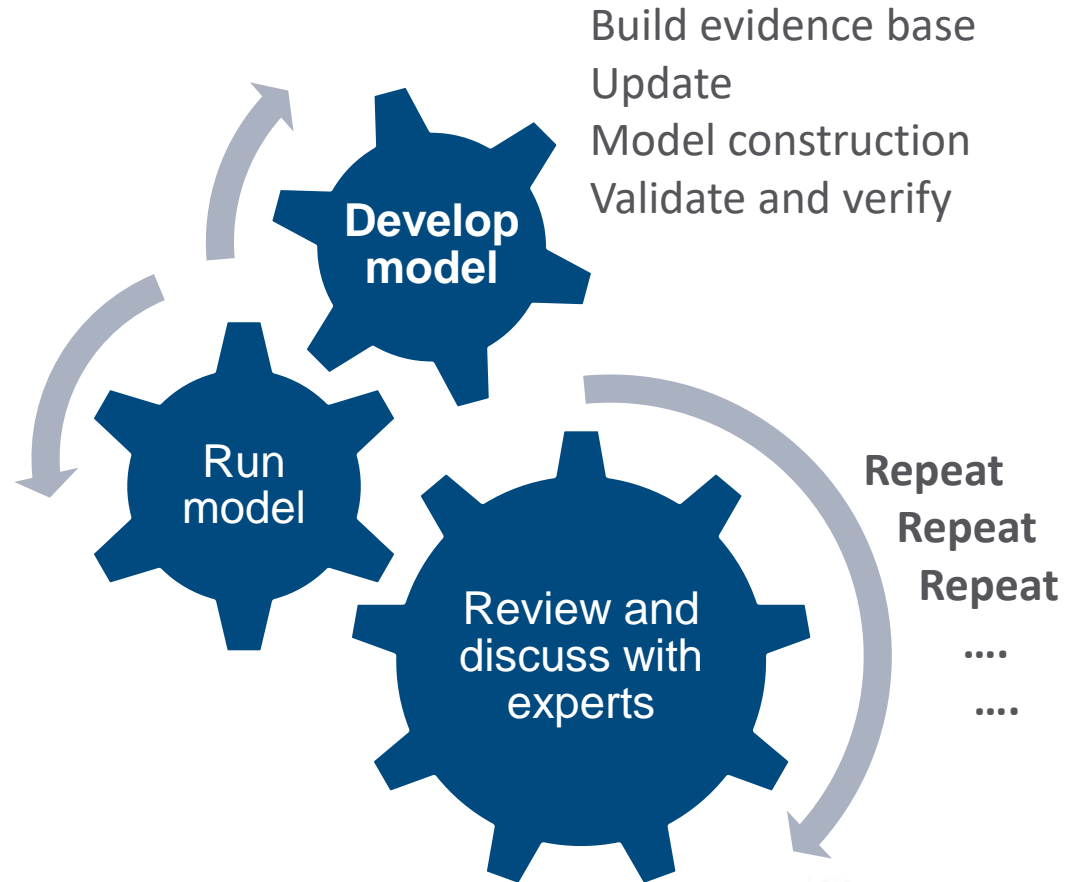 Build evidence base
Update
Model construction
Validate and verify
Develop
model
Run
model
Review and
discuss with
experts
Repeat
Repeat
Repeat
....
....